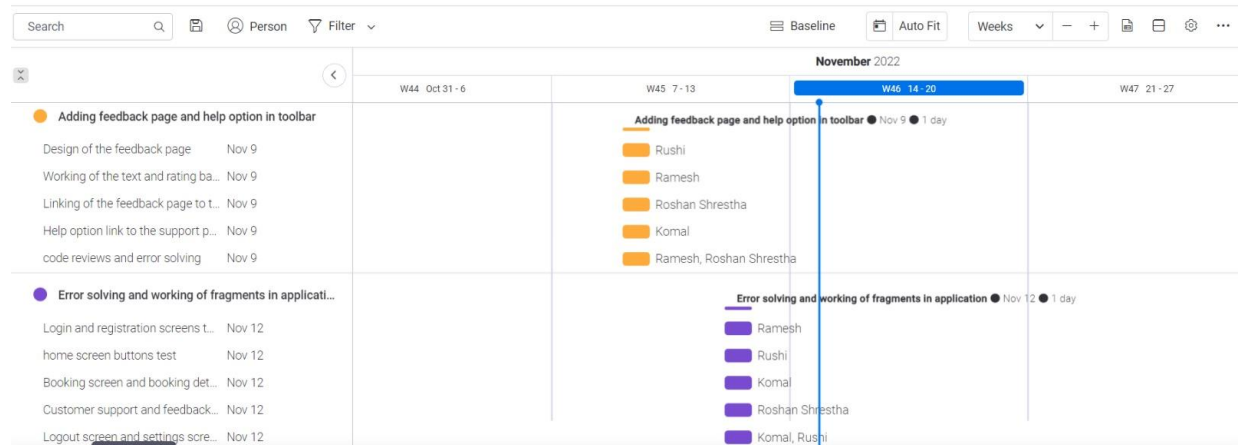 Search Person Filter Baseline Auto Fit Weeks
November 2022
W44 Oct 31 - 6 W45 7 - 13 W46 14 - 20 W47 21 - 27
Adding feedback page and help option in toolbar
Adding feedback page and help option in toolbar ● Nov 9 ● 1 day
Design of the feedback page Nov 9 Rushi
Working of the text and rating ba... Nov 9 Ramesh
Linking of the feedback page to t... Nov 9 Roshan Shrestha
Help option link to the support p... Nov 9 Komal
code reviews and error solving Nov 9 Ramesh, Roshan Shrestha
Error solving and working of fragments in applicati...
Error solving and working of fragments in application ● Nov 12 ● 1 day
Login and registration screens t... Nov 12 Ramesh
home screen buttons test Nov 12 Rushi
Booking screen and booking det... Nov 12 Komal
Customer support and feedback... Nov 12 Roshan Shrestha
Logout screen and settings scre... Nov 12 Komal, Rushi